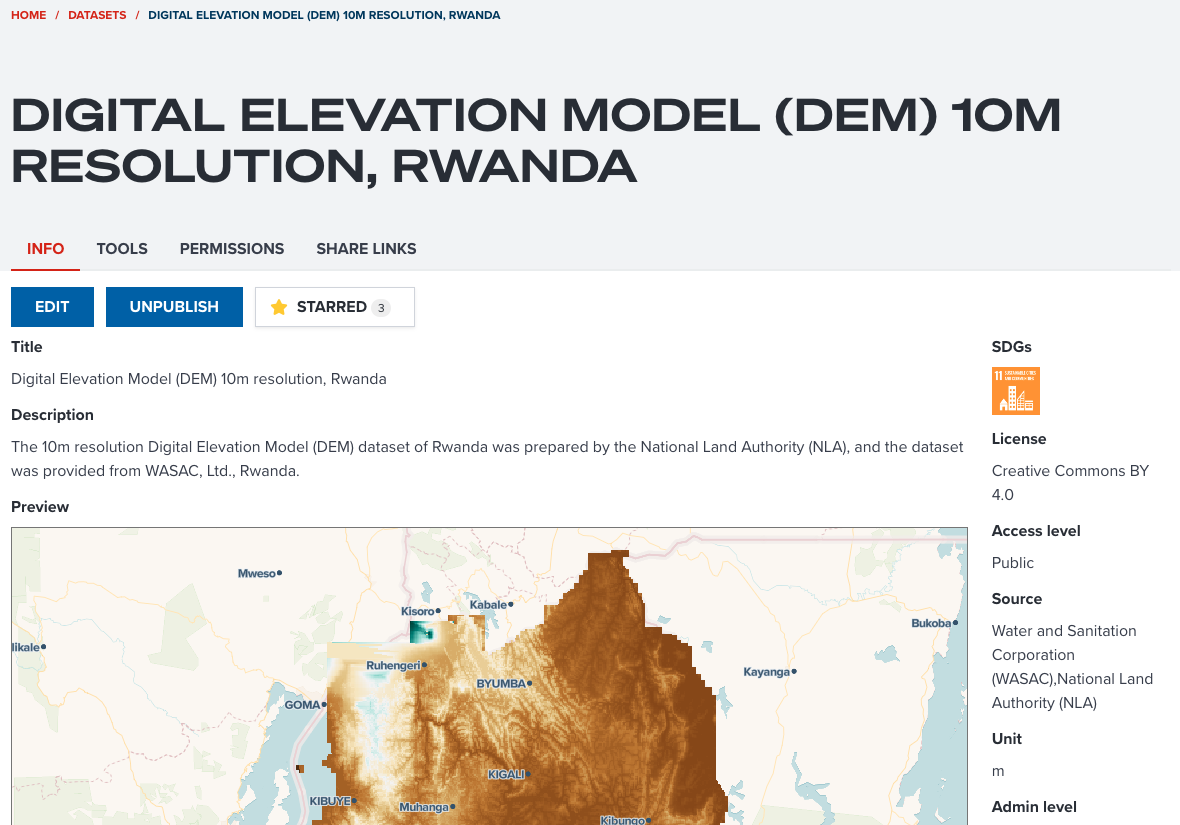 HOME / DATASETS / DIGITAL ELEVATION MODEL (DEM) 10M RESOLUTION, RWANDA
DIGITAL ELEVATION MODEL (DEM) 10M
RESOLUTION, RWANDA
INFO TOOLS PERMISSIONS SHARE LINKS
EDIT UNPUBLISH STARRED 3
Title
Digital Elevation Model (DEM) 10m resolution, Rwanda
Description
The 10m resolution Digital Elevation Model (DEM) dataset of Rwanda was prepared by the National Land Authority (NLA), and the dataset
was provided from WASAC, Ltd., Rwanda.
Preview
Mweso
Kisoro
Kabale
Bukoba
likale
Ruhengeri
Kayanga
BYUMBA
GOMA
KIGALI
KIBUYE
Muhanga
Kibungo
SDGs
11
License
Creative Commons BY
4.0
Access level
Public
Source
Water and Sanitation
Corporation
(WASAC),National Land
Authority (NLA)
Unit
m
Admin level